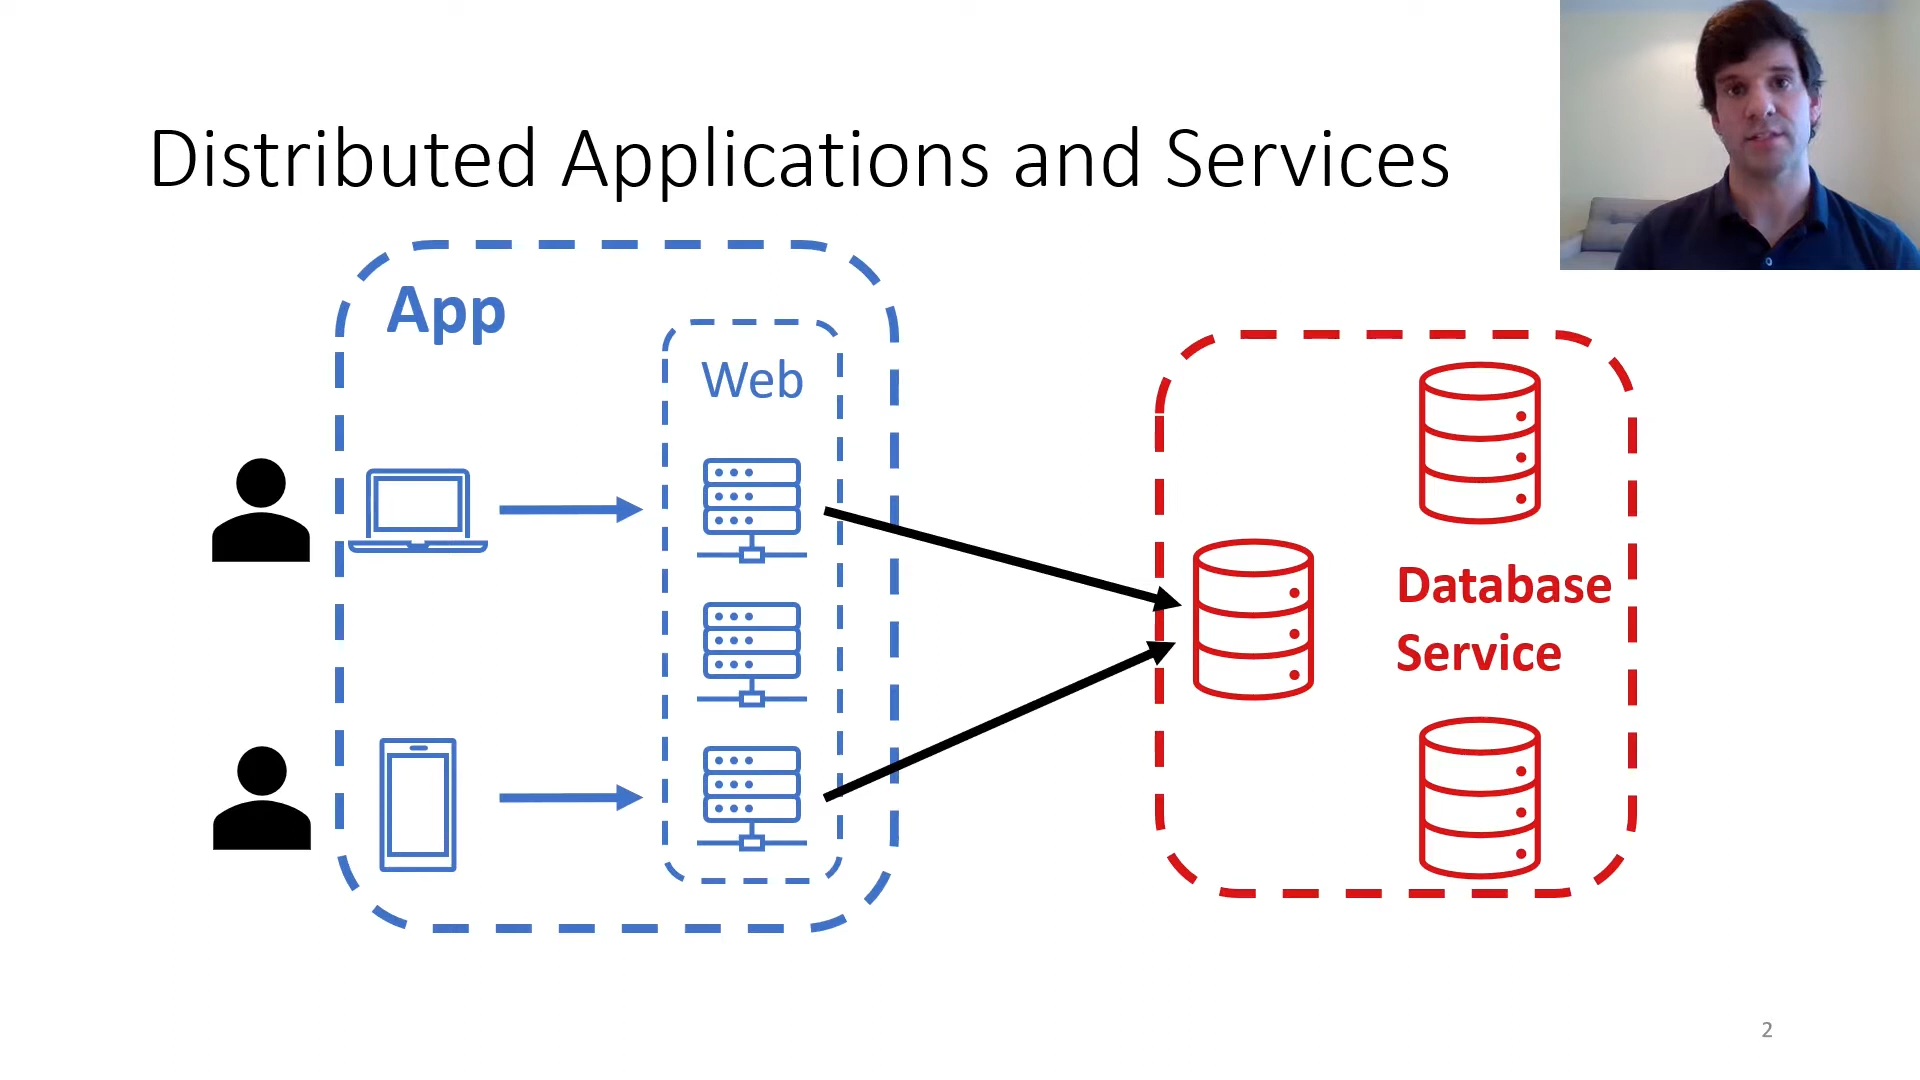 Distributed Applications and Services
App
Web
Database
Service
2